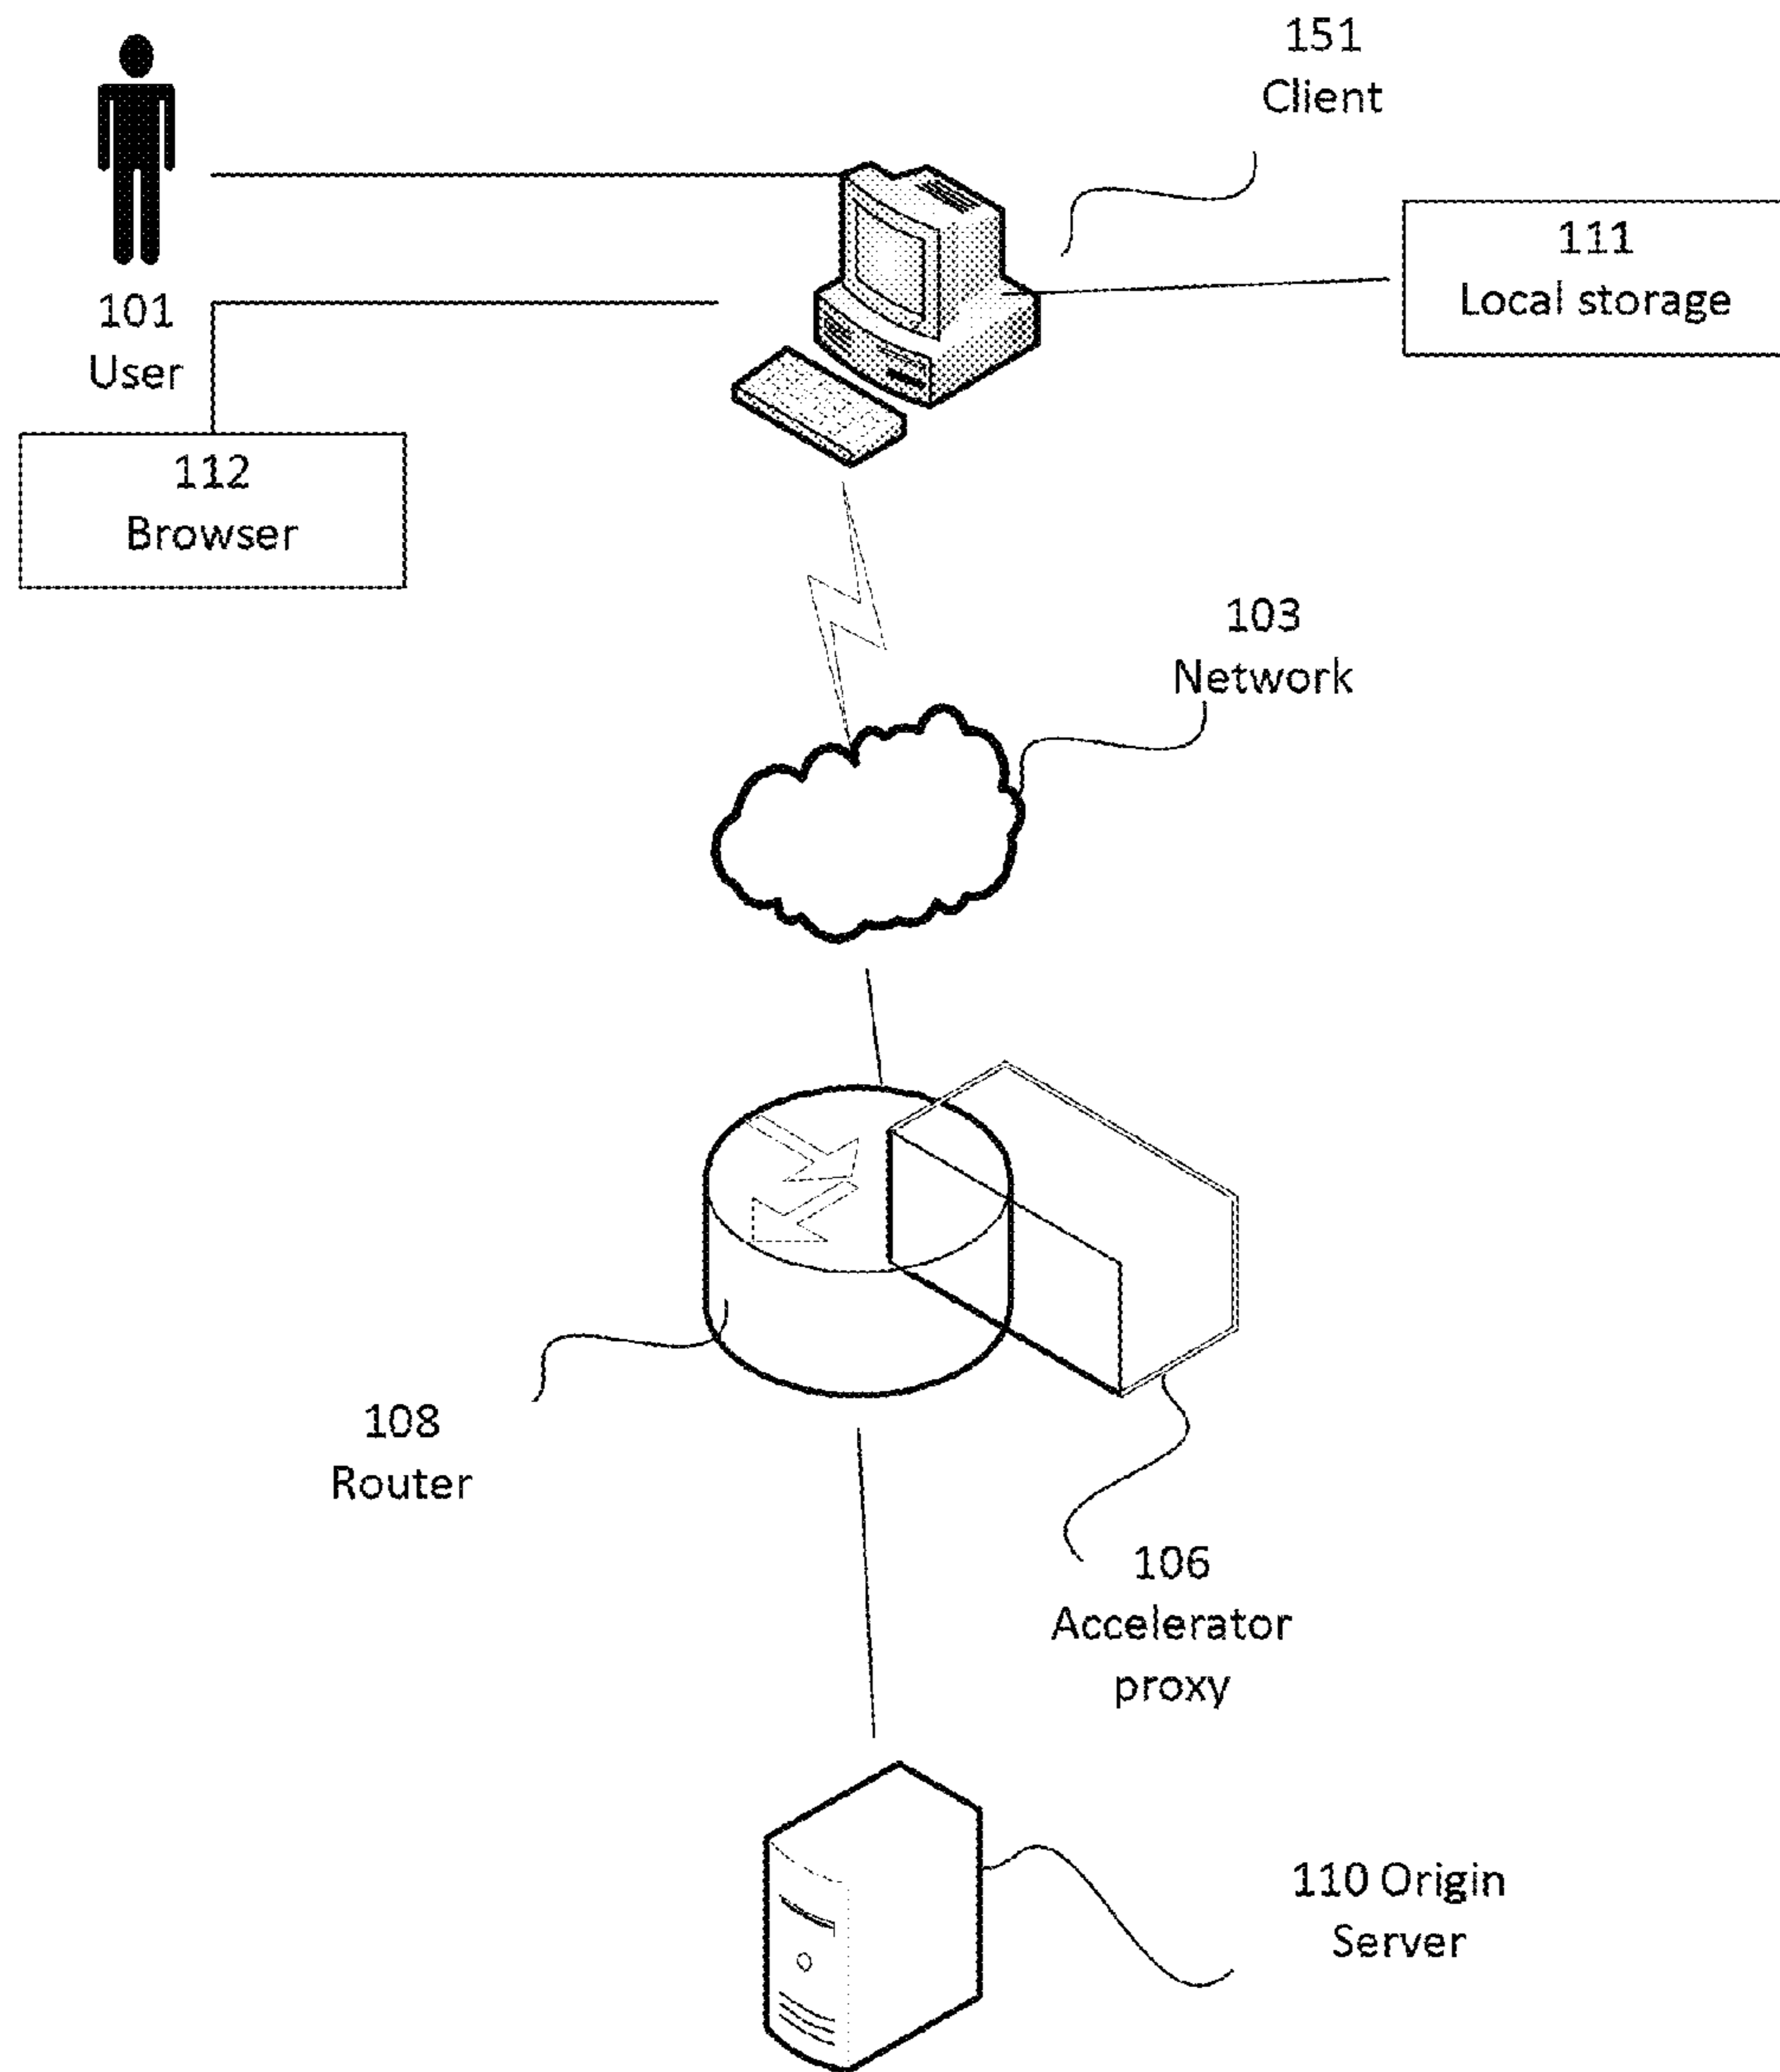 151
Client
101
User
111
Local storage
112
Browser
103
Network
108
Router
106
Accelerator
proxy
110 Origin
Server